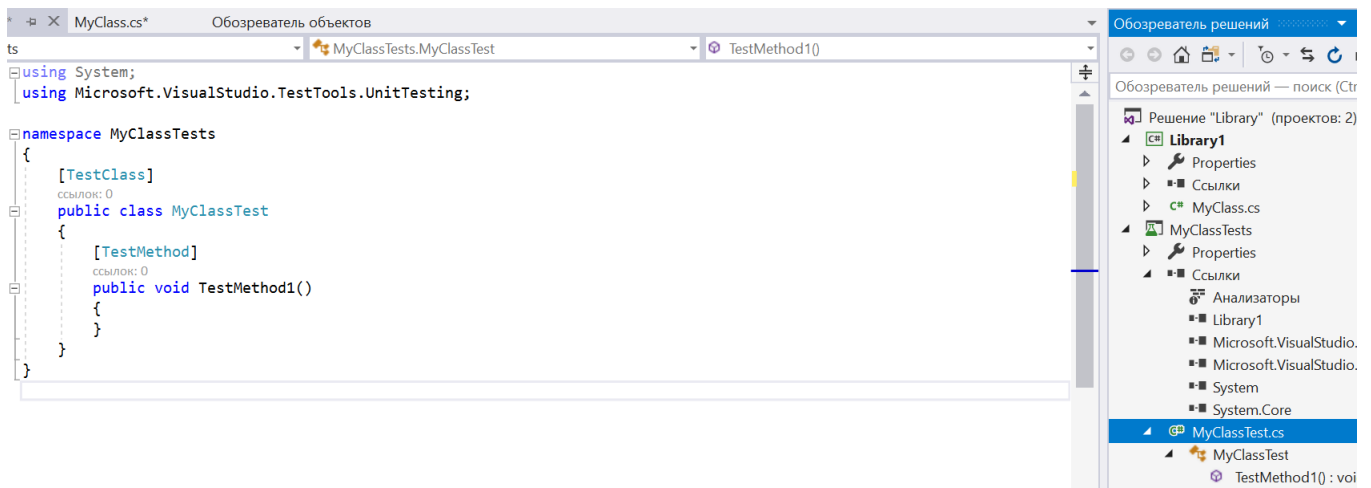 * MyClass.cs* Обозреватель объектов
ts MyClassTests.MyClassTest TestMethod1()
using System;
using Microsoft.VisualStudio.TestTools.UnitTesting;
namespace MyClassTests
{
[TestClass]
ссылок: 0
public class MyClassTest
{
[TestMethod]
ссылок: 0
public void TestMethod1()
{
}
}
}
Обозреватель решений
Обозреватель решений — поиск (Ctr
Решение "Library" (проектов: 2)
C# Library1
Properties
Ссылки
C# MyClass.cs
MyClassTests
Properties
Ссылки
Анализаторы
Library1
Microsoft.VisualStudio.
Microsoft.VisualStudio.
System
System.Core
C# MyClassTest.cs
MyClassTest
TestMethod1() : voi